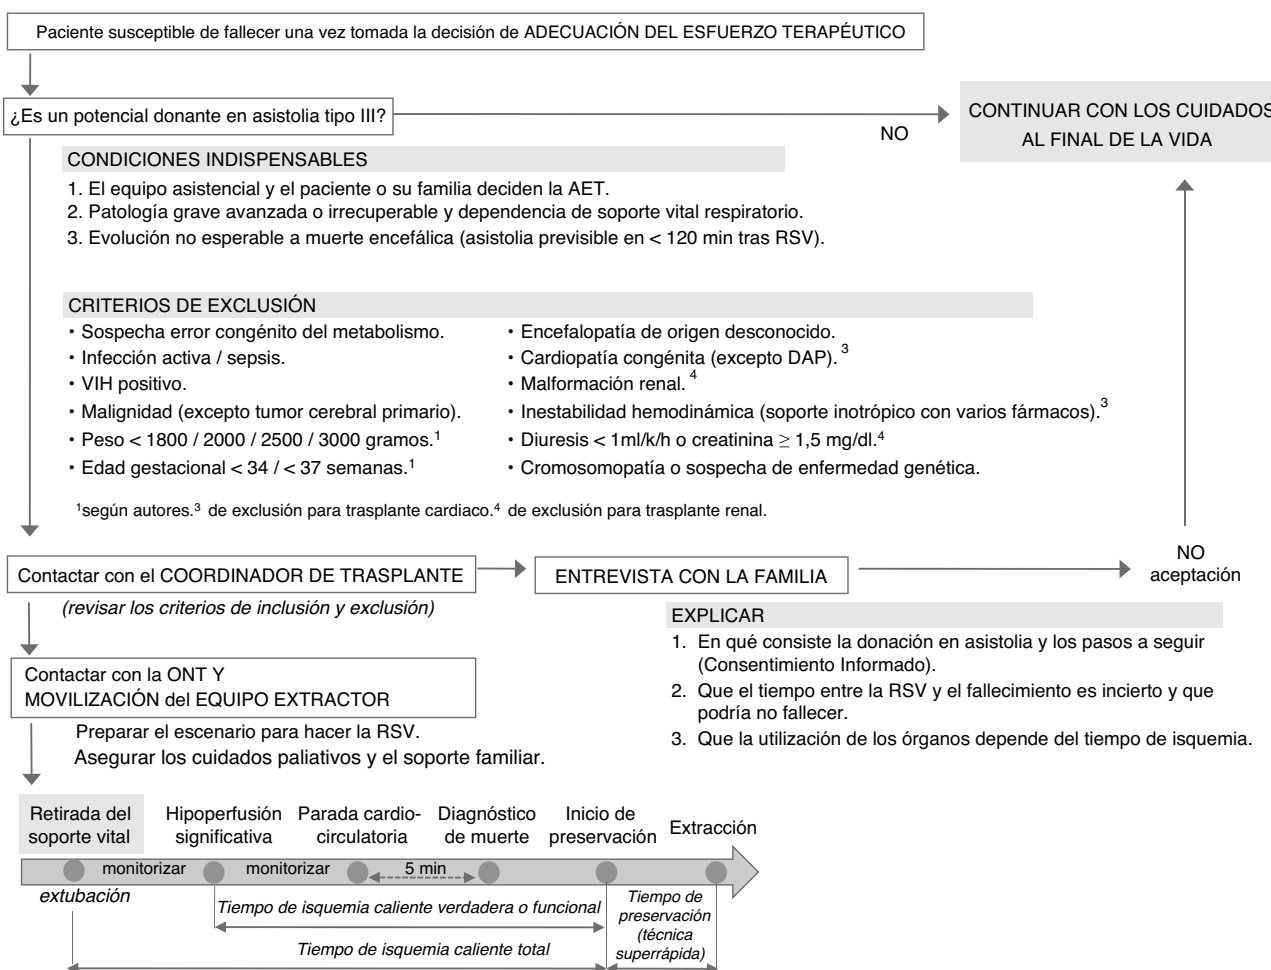 Paciente susceptible de fallecer una vez tomada la decisión de ADECUACIÓN DEL ESFUERZO TERAPÉUTICO
¿Es un potencial donante en asistolia tipo III?
NO
CONTINUAR CON LOS CUIDADOS
AL FINAL DE LA VIDA
CONDICIONES INDISPENSABLES
1. El equipo asistencial y el paciente o su familia deciden la AET.
2. Patología grave avanzada o irrecuperable y dependencia de soporte vital respiratorio.
3. Evolución no esperable a muerte encefálica (asistolia previsible en < 120 min tras RSV).
CRITERIOS DE EXCLUSIÓN
• Sospecha error congénito del metabolismo.
• Infección activa / sepsis.
• VIH positivo.
• Malignidad (excepto tumor cerebral primario).
• Peso < 1800 / 2000 / 2500 / 3000 gramos.¹
• Edad gestacional < 34 / < 37 semanas.¹
• Encefalopatía de origen desconocido.
• Cardiopatía congénita (excepto DAP).³
• Malformación renal.⁴
• Inestabilidad hemodinámica (soporte inotrópico con varios fármacos).³
• Diuresis < 1ml/k/h o creatinina ≥ 1,5 mg/dl.⁴
• Cromosomopatía o sospecha de enfermedad genética.
¹según autores.³ de exclusión para trasplante cardiaco.⁴ de exclusión para trasplante renal.
Contactar con el COORDINADOR DE TRASPLANTE
(revisar los criterios de inclusión y exclusión)
ENTREVISTA CON LA FAMILIA
NO
aceptación
EXPLICAR
1. En qué consiste la donación en asistolia y los pasos a seguir
(Consentimiento Informado).
2. Que el tiempo entre la RSV y el fallecimiento es incierto y que
podría no fallecer.
3. Que la utilización de los órganos depende del tiempo de isquemia.
Contactar con la ONT Y
MOVILIZACIÓN del EQUIPO EXTRACTOR
Preparar el escenario para hacer la RSV.
Asegurar los cuidados paliativos y el soporte familiar.
Retirada del
soporte vital
Hipoperfusión
significativa
Parada cardio-
circulatoria
Diagnóstico
de muerte
Inicio de
preservación
Extracción
monitorizar
monitorizar
5 min
extubación
Tiempo de isquemia caliente verdadera o funcional
Tiempo de
preservación
(técnica
superrápida)
Tiempo de isquemia caliente total